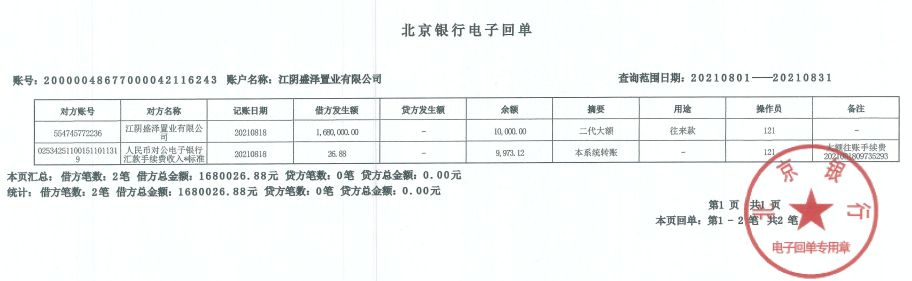 北京银行电子回单
账号：20000048677000042116243 账户名称：江阴盛泽置业有限公司 查询范围日期：20210801——20210831
对方账号 对方名称 记账日期 借方发生额 贷方发生额 余额 摘要 用途 操作员 备注
554745772236 江阴盛泽置业有限公司 20210818 1,680,000.00 — 10,000.00 二代大额 往来款 121 —
02534251100151101131
9 人民币对公电子银行
汇款手续费收入*标准 20210818 26.88 — 9,973.12 本系统转账 — 121 大额往账手续费
本页汇总：借方笔数：2笔 借方总金额：1680026.88元 贷方笔数：0笔 贷方总金额：0.00元
统计：借方笔数：2笔 借方总金额：1680026.88元 贷方笔数：0笔 贷方总金额：0.00元
第1 页 共1 页
本页回单：第1 - 2 笔 共2 笔
北京银行
电子回单专用章